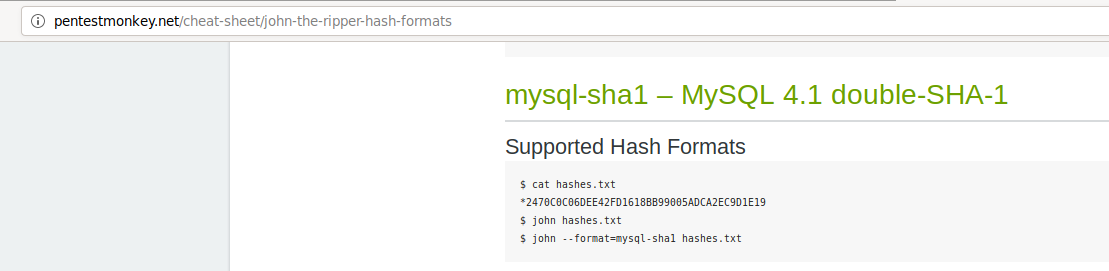 pentestmonkey.net/cheat-sheet/john-the-ripper-hash-formats
mysql-sha1 – MySQL 4.1 double-SHA-1
Supported Hash Formats
$ cat hashes.txt
*2470C0C06DEE42FD1618BB99005ADCA2EC9D1E19
$ john hashes.txt
$ john --format=mysql-sha1 hashes.txt